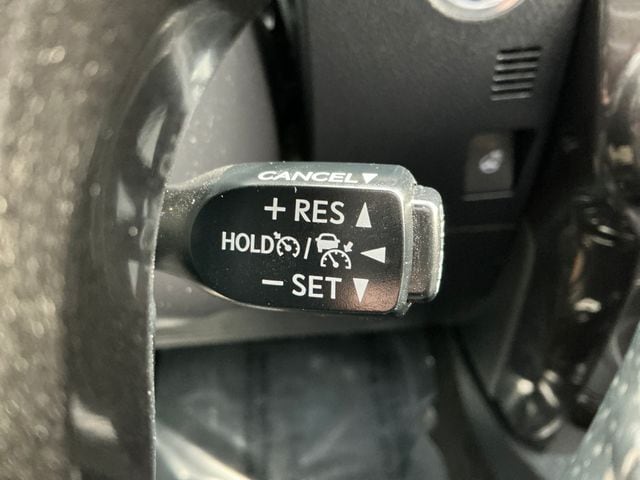 CANCEL▼
+ RES ▲
HOLD / ◀
− SET ▼